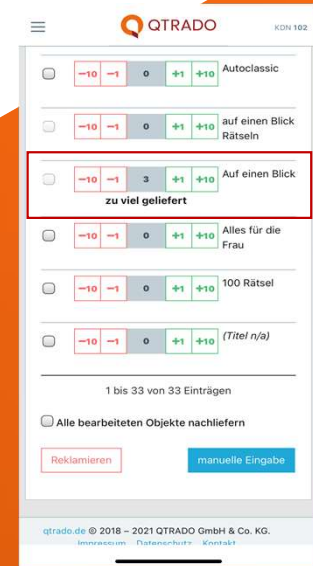 QTRADO
KDN 102
−10 −1 0 +1 +10 Autoclassic
−10 −1 0 +1 +10 auf einen Blick
Rätseln
−10 −1 3 +1 +10 Auf einen Blick
zu viel geliefert
−10 −1 0 +1 +10 Alles für die
Frau
−10 −1 0 +1 +10 100 Rätsel
−10 −1 0 +1 +10 (Titel n/a)
1 bis 33 von 33 Einträgen
Alle bearbeiteten Objekte nachliefern
Reklamieren
manuelle Eingabe
qtrado.de © 2018 – 2021 QTRADO GmbH & Co. KG.
Impressum Datenschutz Kontakt